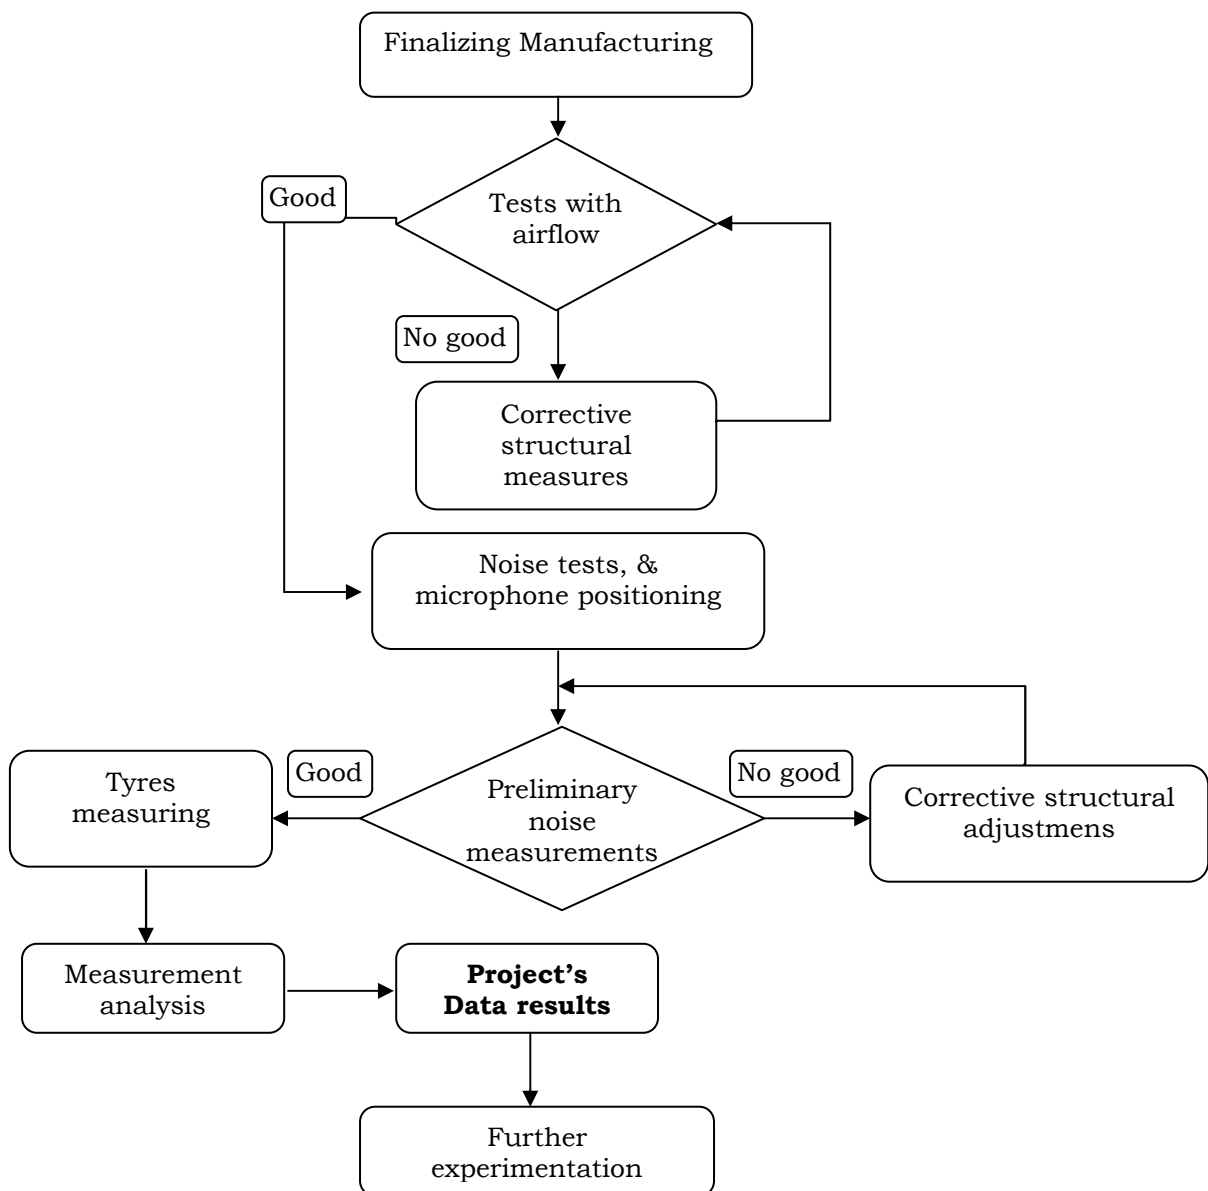 Finalizing Manufacturing
Good
Tests with
airflow
No good
Corrective
structural
measures
Noise tests, &
microphone positioning
Tyres
measuring
Good
Preliminary
noise
measurements
No good
Corrective structural
adjustmens
Measurement
analysis
Project’s
Data results
Further
experimentation